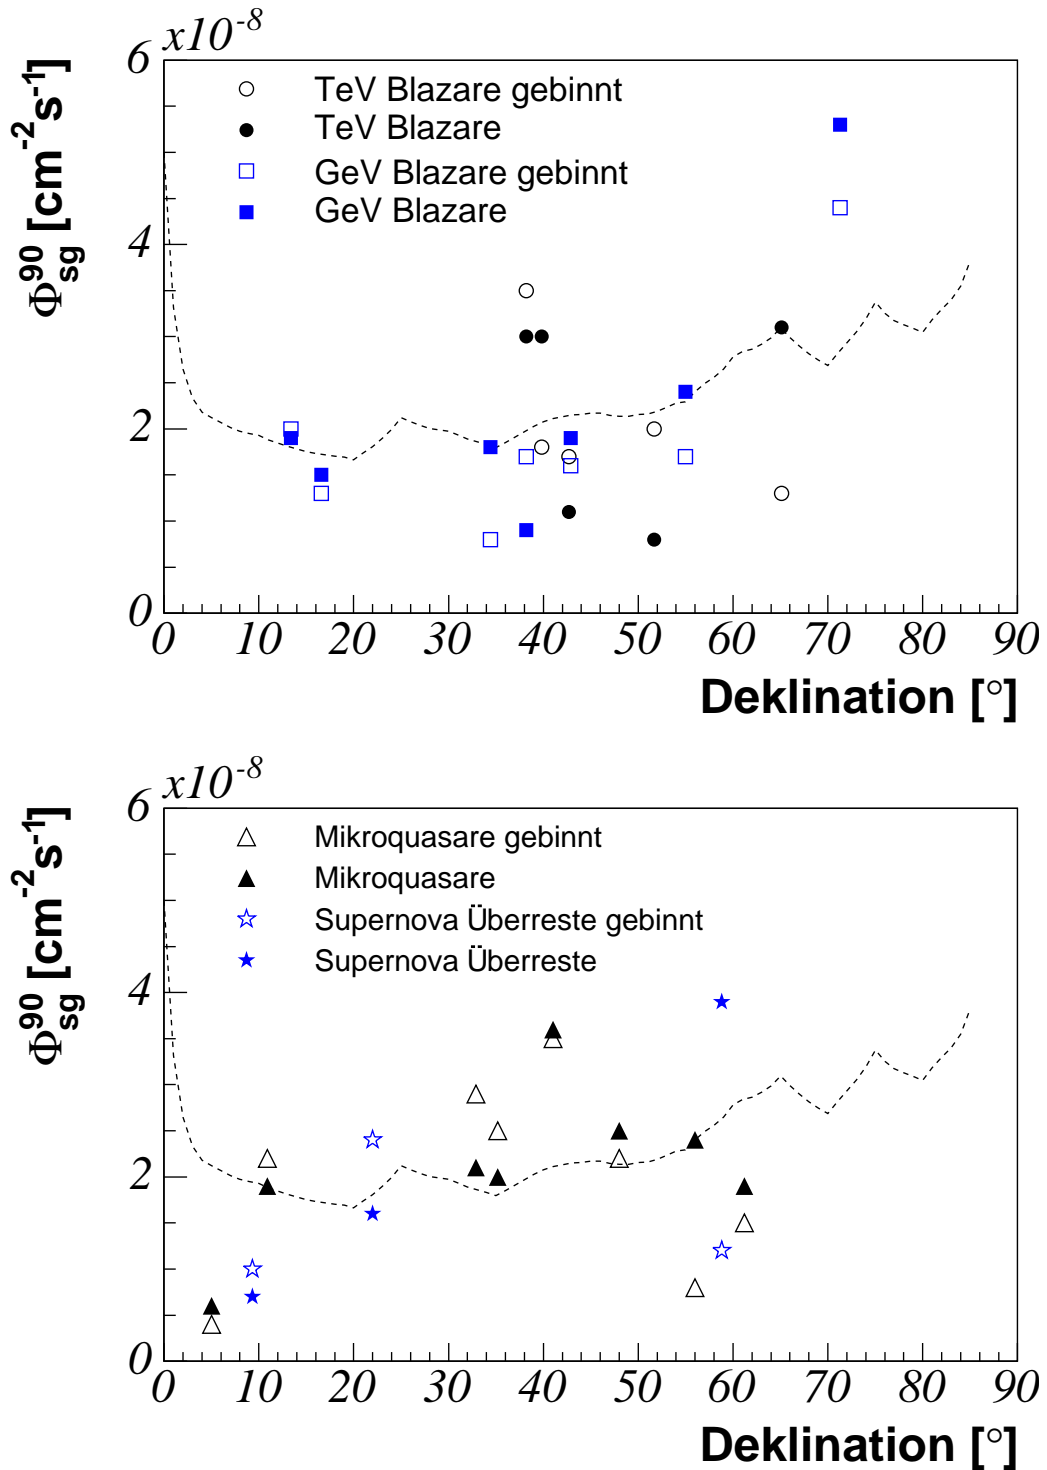 x10-8
Φsg90 [cm-2s-1]
6
4
2
0
TeV Blazare gebinnt
TeV Blazare
GeV Blazare gebinnt
GeV Blazare
0 10 20 30 40 50 60 70 80 90
Deklination [°]
x10-8
Φsg90 [cm-2s-1]
6
4
2
0
Mikroquasare gebinnt
Mikroquasare
Supernova Überreste gebinnt
Supernova Überreste
0 10 20 30 40 50 60 70 80 90
Deklination [°]